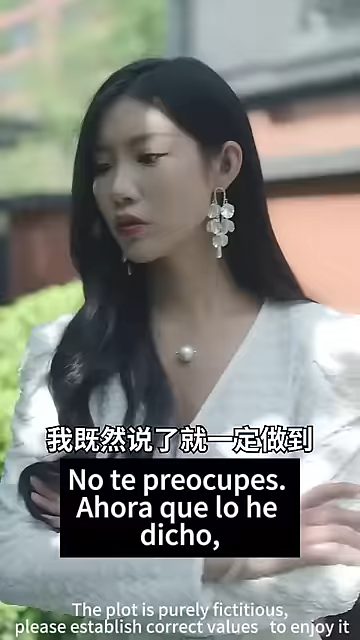 我既然说了就一定做到
No te preocupes.
Ahora que lo he
dicho,
The plot is purely fictitious,
please establish correct values to enjoy it